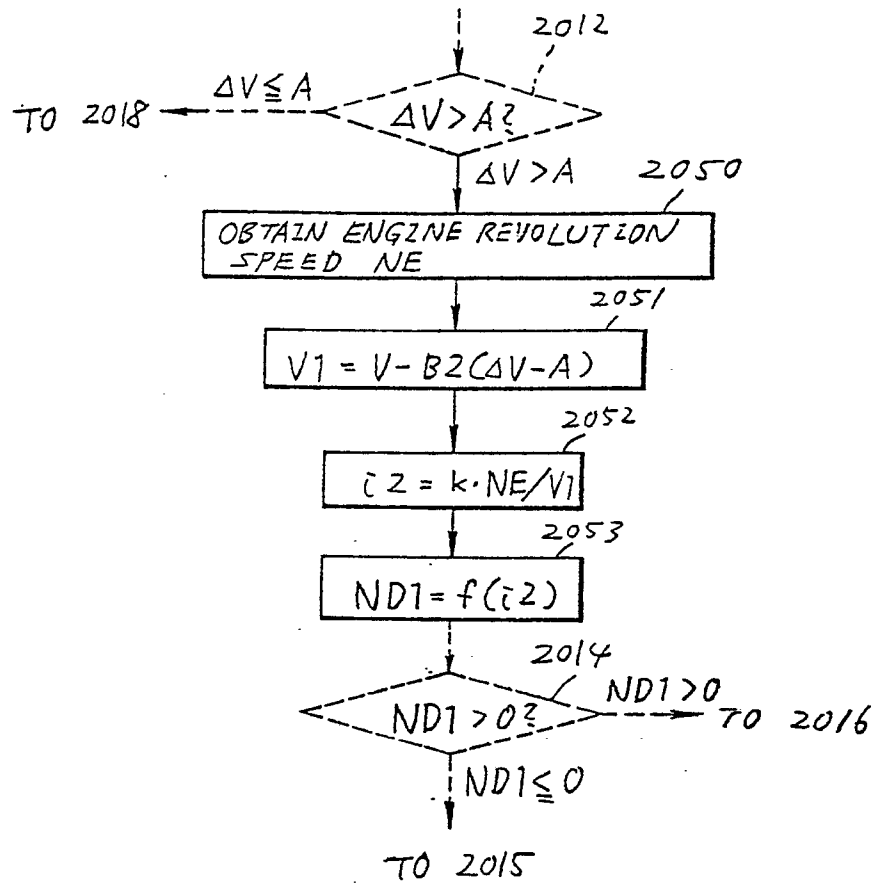 2012
ΔV≦A
TO 2018
ΔV>A?
ΔV>A
2050
OBTAIN ENGINE REVOLUTION
SPEED NE
2051
V1=V-B2(ΔV-A)
2052
i2=k·NE/V1
2053
ND1=f(i2)
2014
ND1>0
ND1>0?
TO 2016
ND1≦0
TO 2015